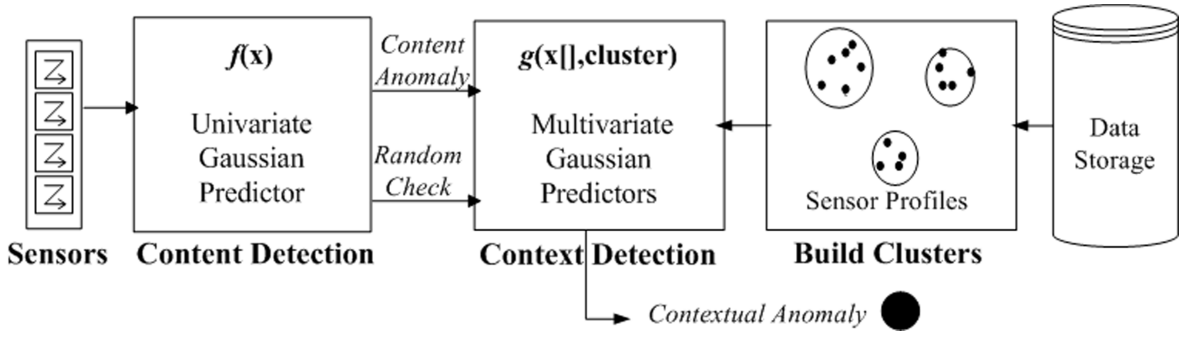 f(x)
Univariate
Gaussian
Predictor
Content
Anomaly
Random
Check
g(x[],cluster)
Multivariate
Gaussian
Predictors
Sensor Profiles
Data
Storage
Sensors
Content Detection
Context Detection
Build Clusters
Contextual Anomaly